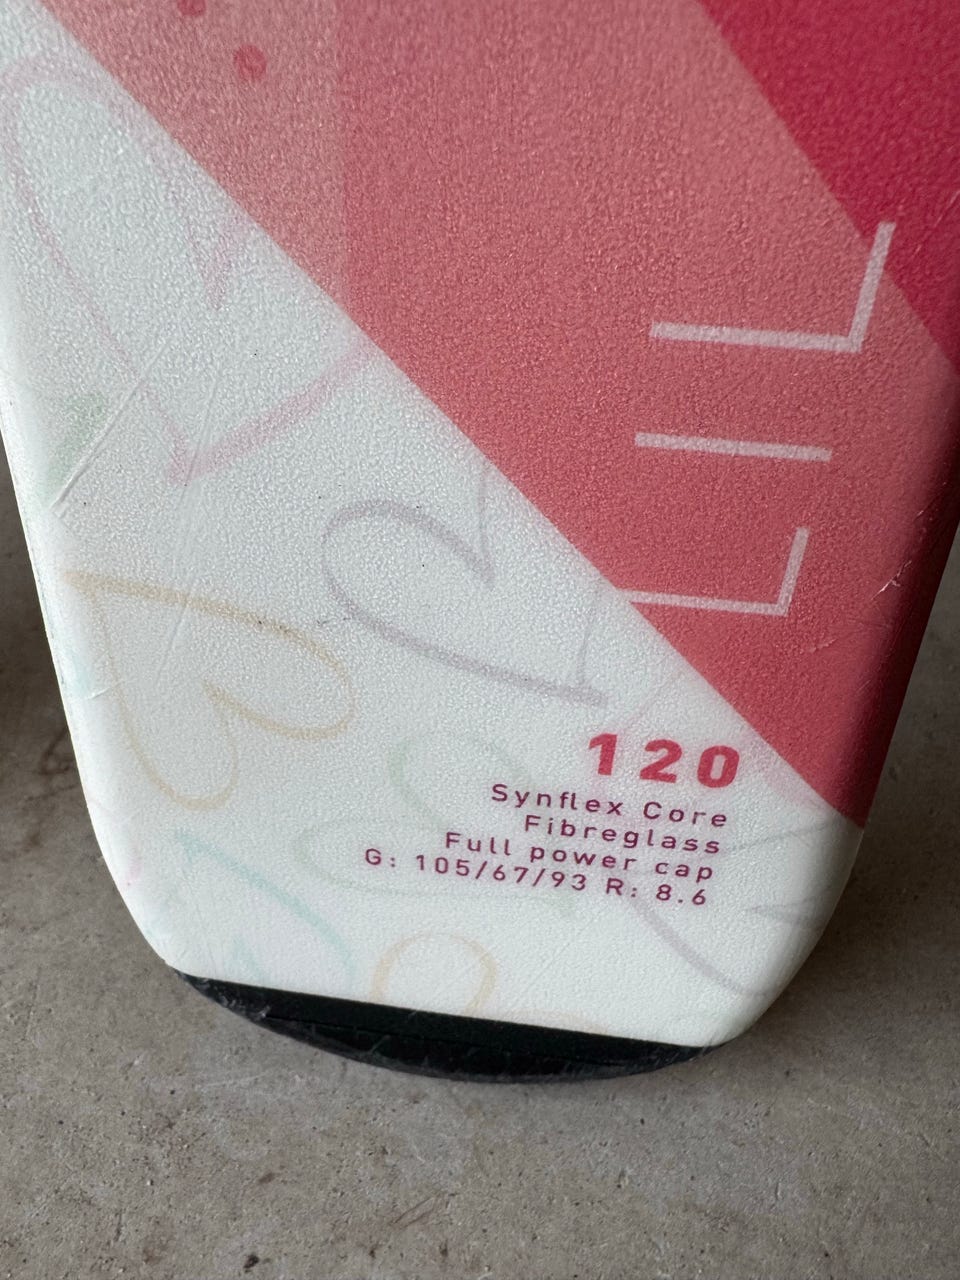 LIL
120
Synflex Core
Fibreglass
Full power cap
G: 105/67/93 R: 8.6